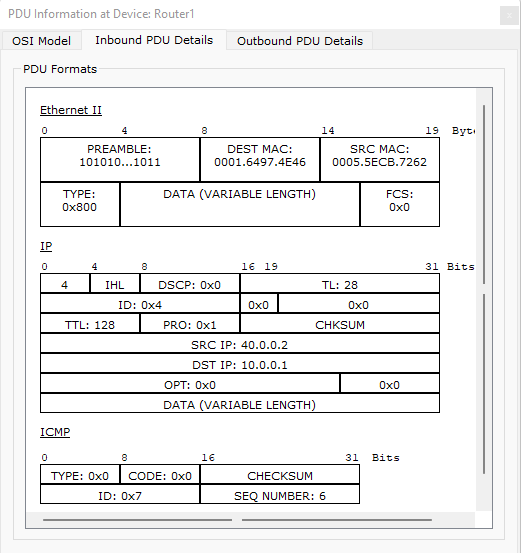 PDU Information at Device: Router1
OSI Model Inbound PDU Details Outbound PDU Details
PDU Formats
Ethernet II
0 4 8 14 19 Byte
PREAMBLE: DEST MAC: SRC MAC:
101010...1011 0001.6497.4E46 0005.5ECB.7262
TYPE: DATA (VARIABLE LENGTH) FCS:
0x800 0x0
IP
0 4 8 16 19 31 Bits
4 IHL DSCP: 0x0 TL: 28
ID: 0x4 0x0 0x0
TTL: 128 PRO: 0x1 CHKSUM
SRC IP: 40.0.0.2
DST IP: 10.0.0.1
OPT: 0x0 0x0
DATA (VARIABLE LENGTH)
ICMP
0 8 16 31 Bits
TYPE: 0x0 CODE: 0x0 CHECKSUM
ID: 0x7 SEQ NUMBER: 6